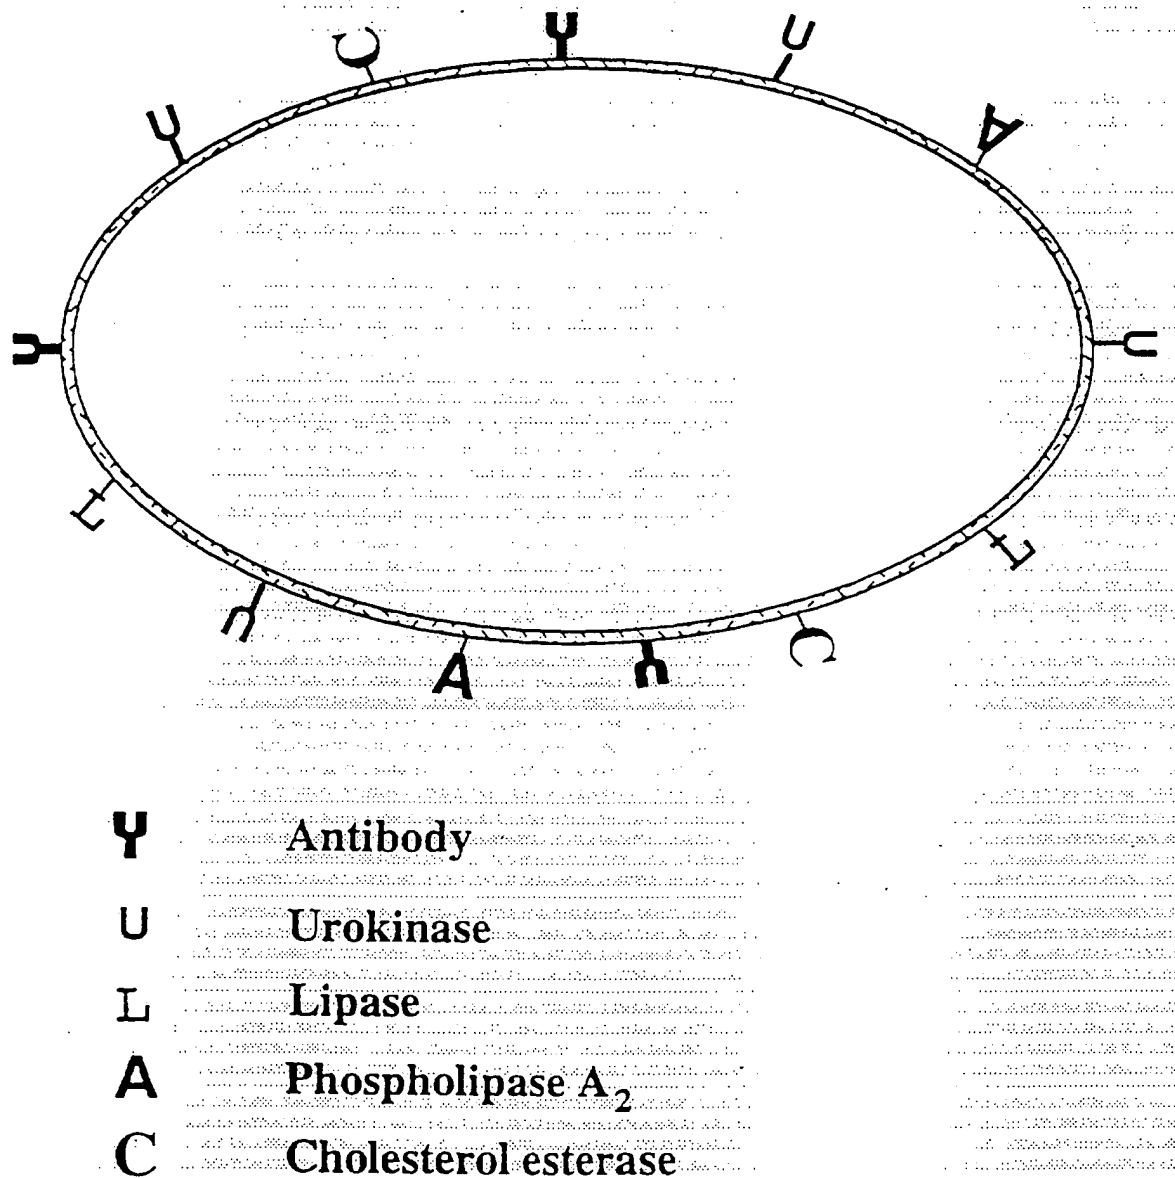 C Y U
U A
Y U
L L
U A Y C
Y Antibody
U Urokinase
L Lipase
A Phospholipase A₂
C Cholesterol esterase